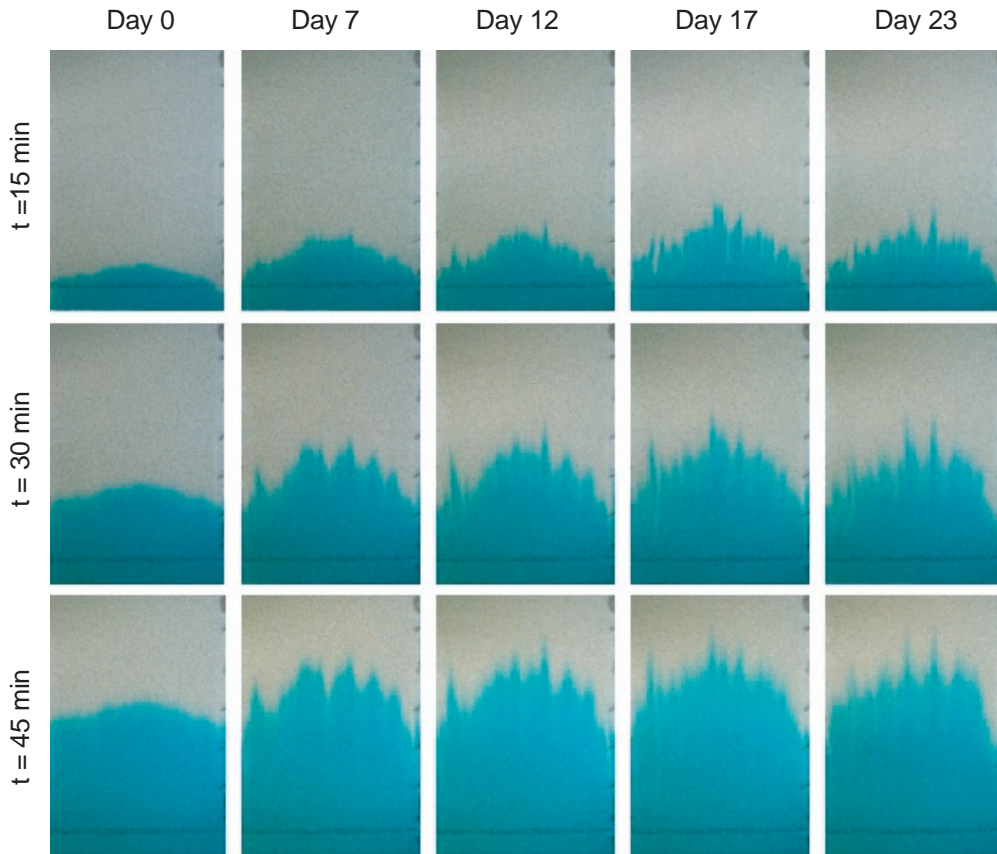 Day 0
Day 7
Day 12
Day 17
Day 23
t =15 min
t = 30 min
t = 45 min